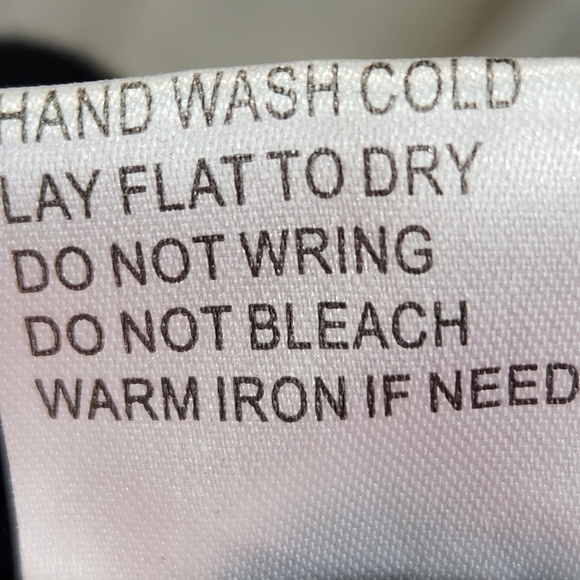 HAND WASH COLD
LAY FLAT TO DRY
DO NOT WRING
DO NOT BLEACH
WARM IRON IF NEED